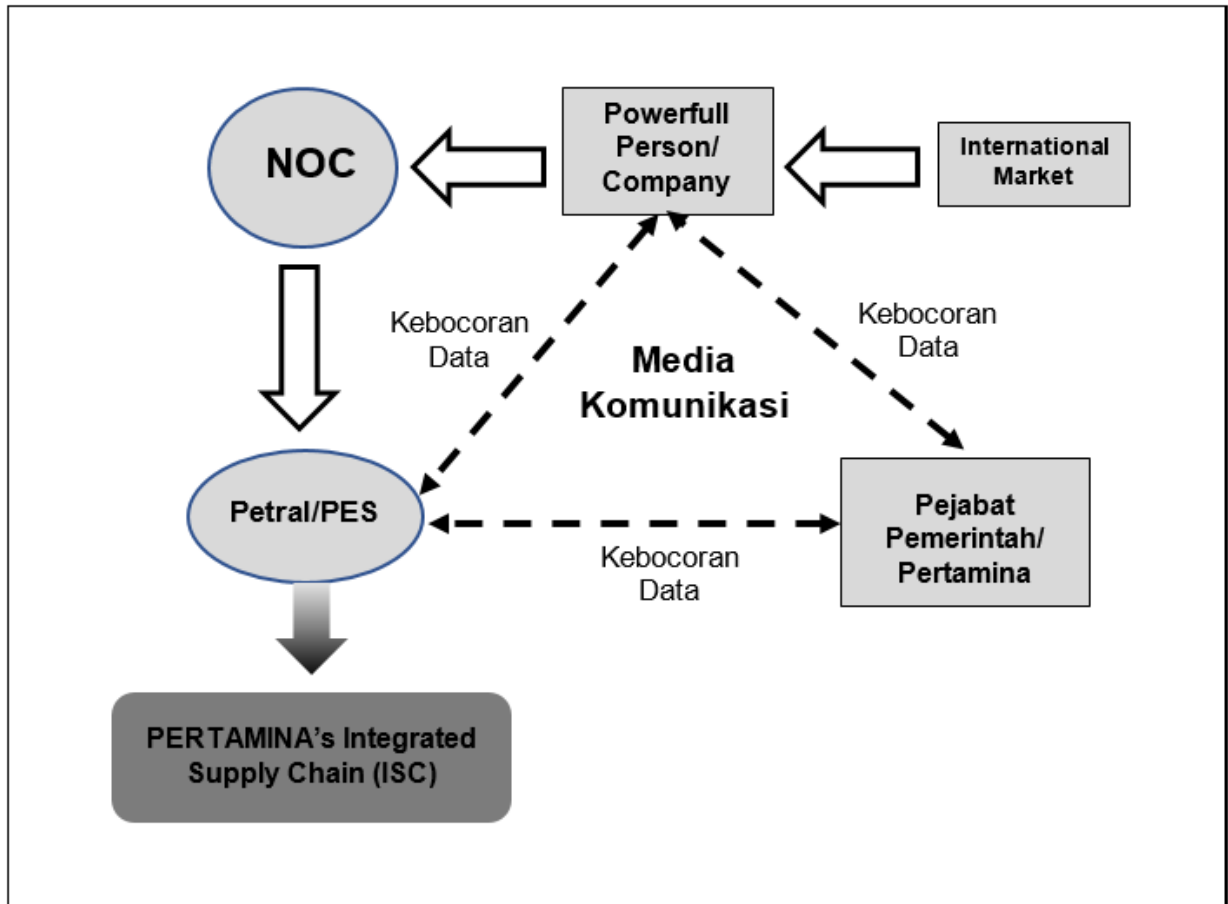 NOC
Powerfull
Person/
Company
International
Market
Kebocoran
Data
Kebocoran
Data
Media
Komunikasi
Petral/PES
Pejabat
Pemerintah/
Pertamina
Kebocoran
Data
PERTAMINA’s Integrated
Supply Chain (ISC)